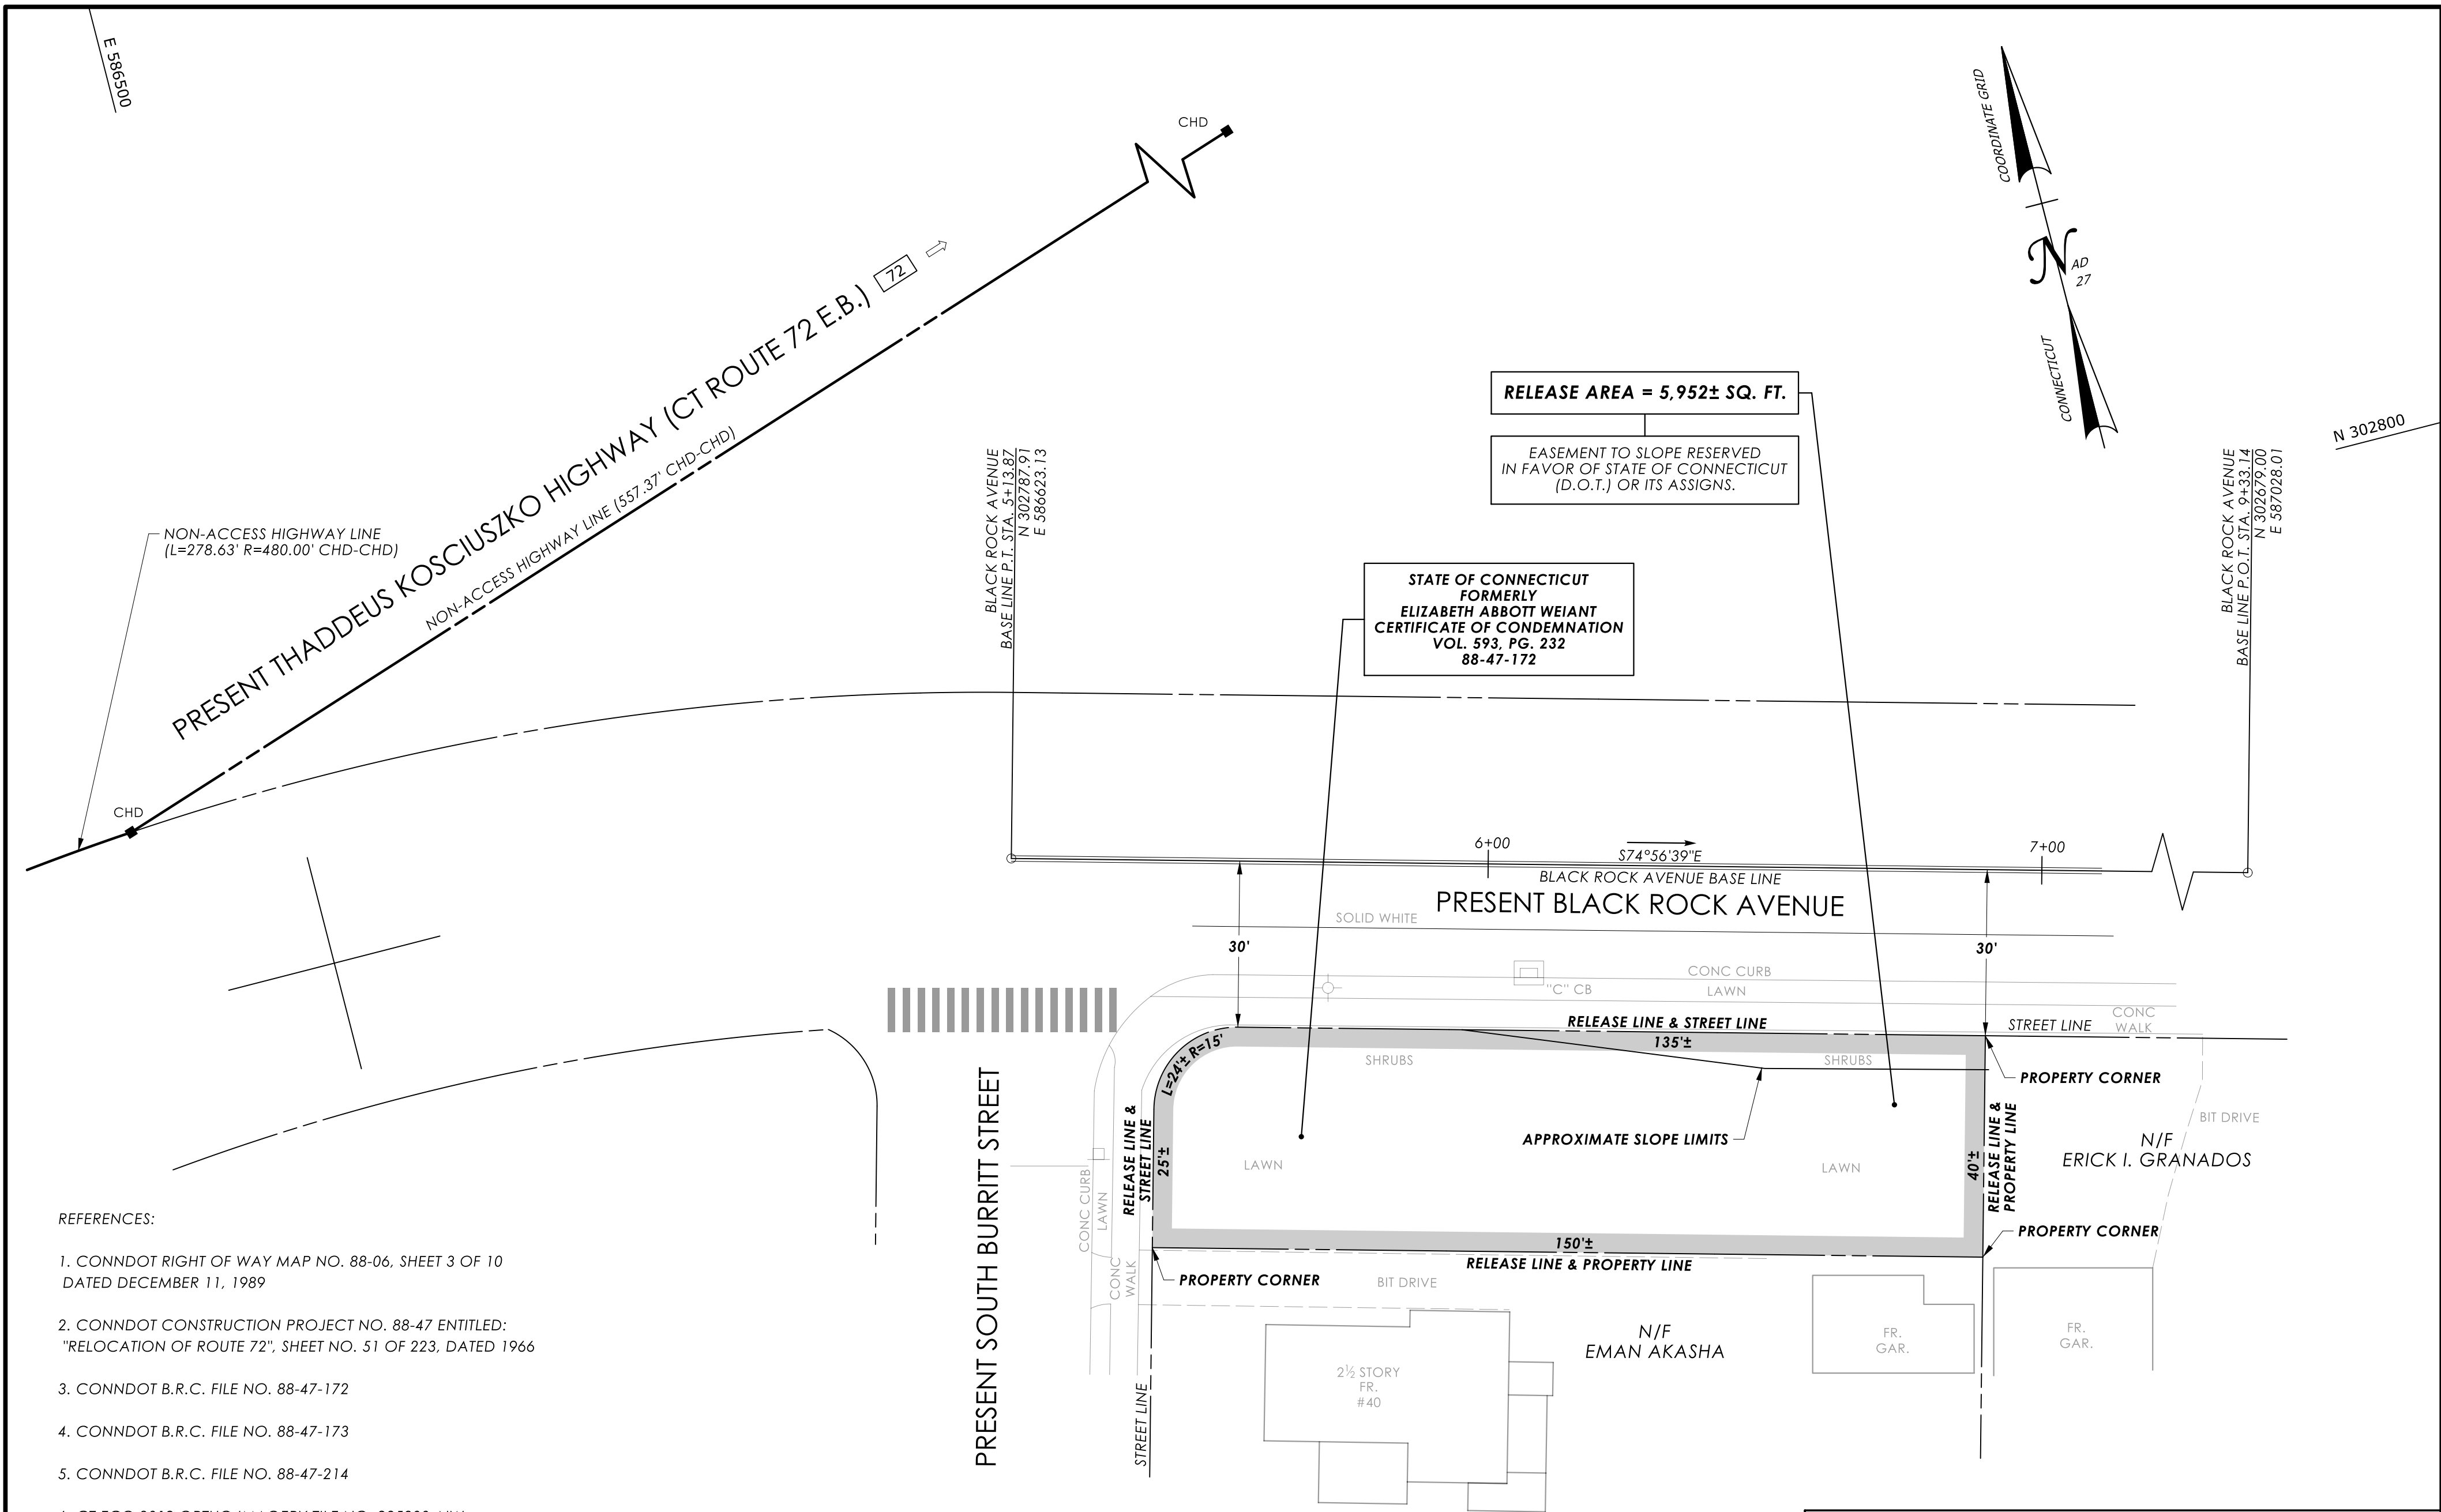 E 586500
CHD
PRESENT THADDEUS KOSCIUSZKO HIGHWAY (CT ROUTE 72 E.B.)
72
NON-ACCESS HIGHWAY LINE (557.37' CHD-CHD)
NON-ACCESS HIGHWAY LINE
(L=278.63' R=480.00' CHD-CHD)
CHD
COORDINATE GRID
N
AD
27
CONNECTICUT
N 302800
RELEASE AREA = 5,952± SQ. FT.
EASEMENT TO SLOPE RESERVED
IN FAVOR OF STATE OF CONNECTICUT
(D.O.T.) OR ITS ASSIGNS.
BLACK ROCK AVENUE
BASE LINE P.T. STA. 5+13.87
N 302787.91
E 586623.13
BLACK ROCK AVENUE
BASE LINE P.O.T. STA. 9+33.14
N 302679.00
E 587028.01
STATE OF CONNECTICUT
FORMERLY
ELIZABETH ABBOTT WEIANT
CERTIFICATE OF CONDEMNATION
VOL. 593, PG. 232
88-47-172
6+00
S74°56'39"E
7+00
BLACK ROCK AVENUE BASE LINE
PRESENT BLACK ROCK AVENUE
SOLID WHITE
30'
30'
CONC CURB
"C" CB
LAWN
CONC
WALK
RELEASE LINE & STREET LINE
STREET LINE
135'±
L=24'± R=15'
SHRUBS
SHRUBS
PROPERTY CORNER
RELEASE LINE &
STREET LINE
25'±
APPROXIMATE SLOPE LIMITS
LAWN
LAWN
40'±
RELEASE LINE &
PROPERTY LINE
BIT DRIVE
N/F
ERICK I. GRANADOS
PRESENT SOUTH BURRITT STREET
CONC CURB
LAWN
CONC
WALK
150'±
RELEASE LINE & PROPERTY LINE
PROPERTY CORNER
PROPERTY CORNER
BIT DRIVE
N/F
EMAN AKASHA
FR.
GAR.
FR.
GAR.
2½ STORY
FR.
#40
STREET LINE
REFERENCES:
1. CONNDOT RIGHT OF WAY MAP NO. 88-06, SHEET 3 OF 10
DATED DECEMBER 11, 1989
2. CONNDOT CONSTRUCTION PROJECT NO. 88-47 ENTITLED:
"RELOCATION OF ROUTE 72", SHEET NO. 51 OF 223, DATED 1966
3. CONNDOT B.R.C. FILE NO. 88-47-172
4. CONNDOT B.R.C. FILE NO. 88-47-173
5. CONNDOT B.R.C. FILE NO. 88-47-214